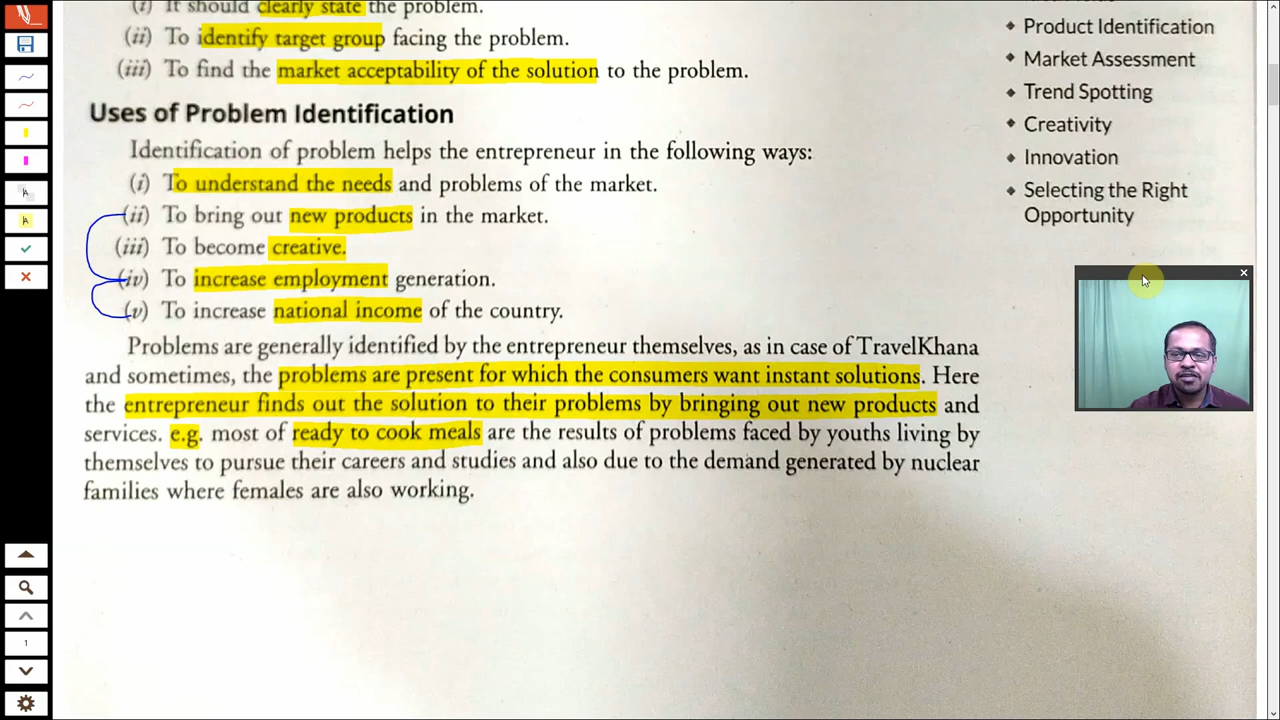 (i) It should clearly state the problem.
(ii) To identify target group facing the problem.
(iii) To find the market acceptability of the solution to the problem.
Uses of Problem Identification
Identification of problem helps the entrepreneur in the following ways:
(i) To understand the needs and problems of the market.
(ii) To bring out new products in the market.
(iii) To become creative.
(iv) To increase employment generation.
(v) To increase national income of the country.
Problems are generally identified by the entrepreneur themselves, as in case of TravelKhana
and sometimes, the problems are present for which the consumers want instant solutions. Here
the entrepreneur finds out the solution to their problems by bringing out new products and
services. e.g. most of ready to cook meals are the results of problems faced by youths living by
themselves to pursue their careers and studies and also due to the demand generated by nuclear
families where females are also working.
◆ Product Identification
◆ Market Assessment
◆ Trend Spotting
◆ Creativity
◆ Innovation
◆ Selecting the Right
Opportunity
A
A
1